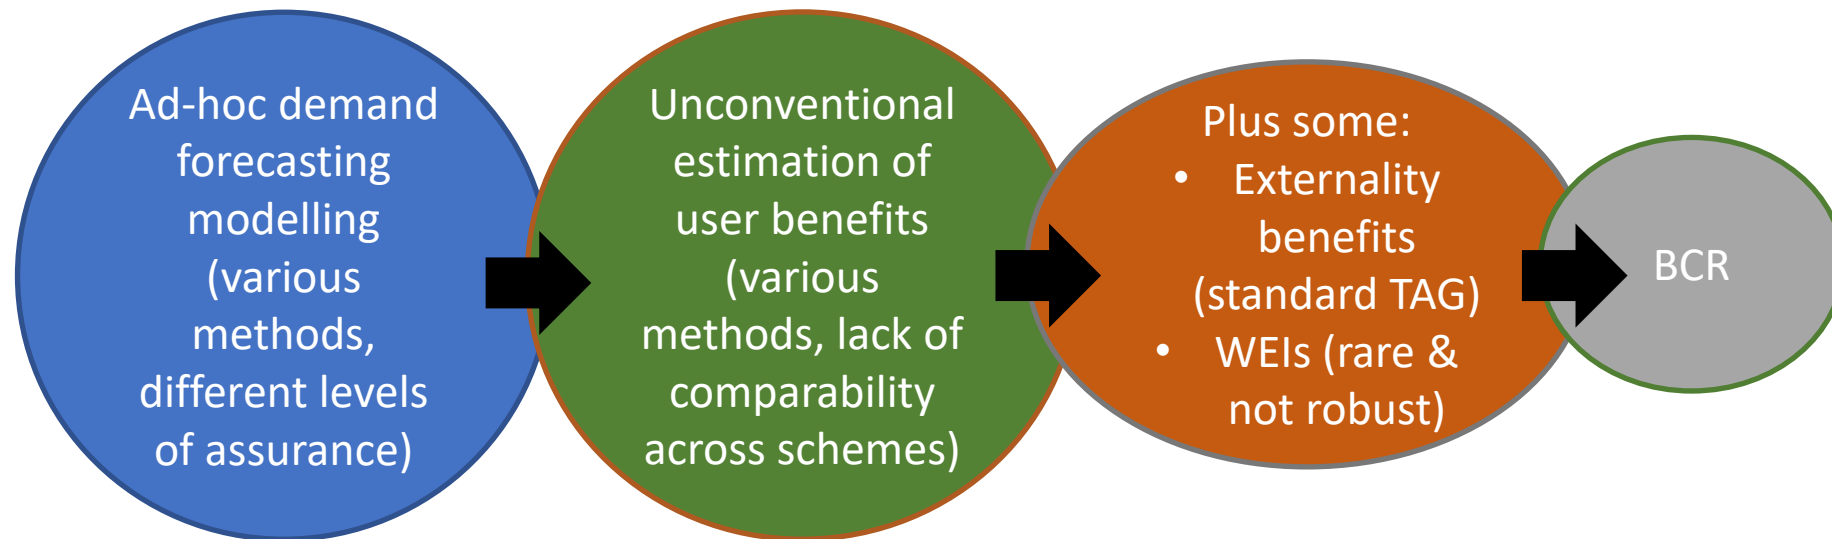 Ad-hoc demand
forecasting
modelling
(various
methods,
different levels
of assurance)
Unconventional
estimation of
user benefits
(various
methods, lack of
comparability
across schemes)
Plus some:
• Externality
benefits
(standard TAG)
• WEIs (rare &
not robust)
BCR